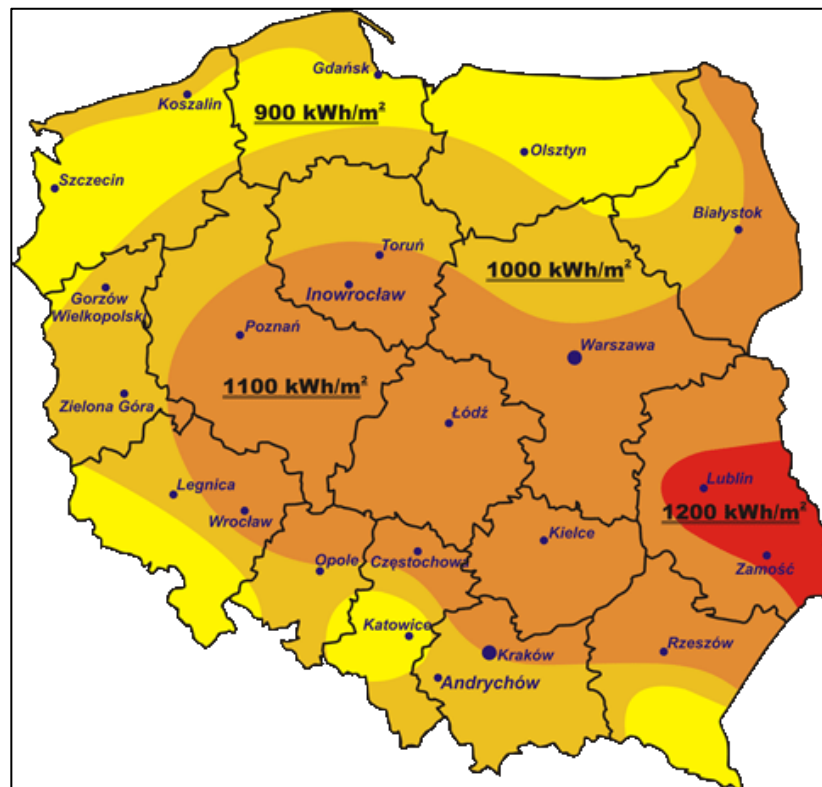 Gdańsk
Koszalin
900 kWh/m²
Olsztyn
Szczecin
Białystok
Toruń
1000 kWh/m²
Inowrocław
Gorzów
Wielkopolsk
Poznań
Warszawa
1100 kWh/m²
Zielona Góra
Łódź
Lublin
Legnica
1200 kWh/m²
Wrocław
Kielce
Opole
Częstochowa
Zamość
Katowice
Kraków
Rzeszów
Andrychów